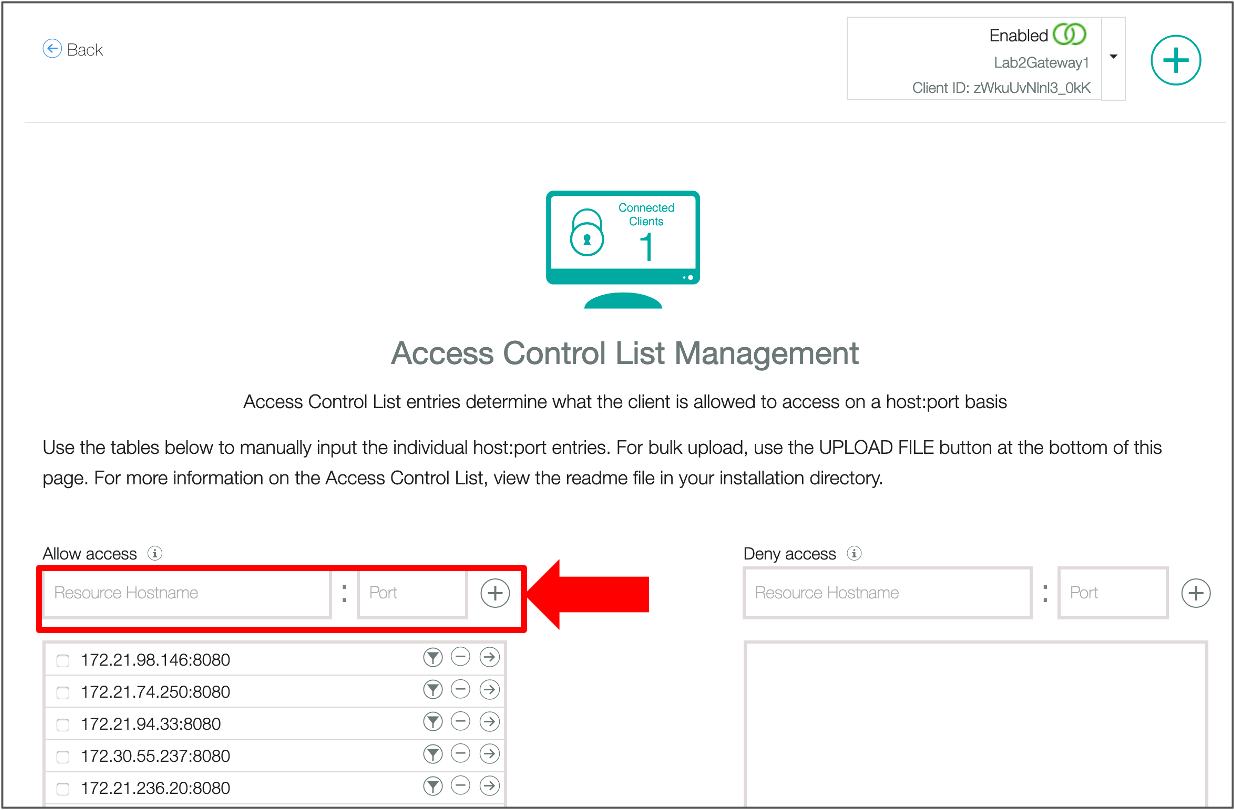 Back
Enabled
Lab2Gateway1
Client ID: zWkuUvNlnl3_0kK
Connected
Clients
1
Access Control List Management
Access Control List entries determine what the client is allowed to access on a host:port basis
Use the tables below to manually input the individual host:port entries. For bulk upload, use the UPLOAD FILE button at the bottom of this
page. For more information on the Access Control List, view the readme file in your installation directory.
Allow access
Resource Hostname : Port
172.21.98.146:8080
172.21.74.250:8080
172.21.94.33:8080
172.30.55.237:8080
172.21.236.20:8080
Deny access
Resource Hostname : Port